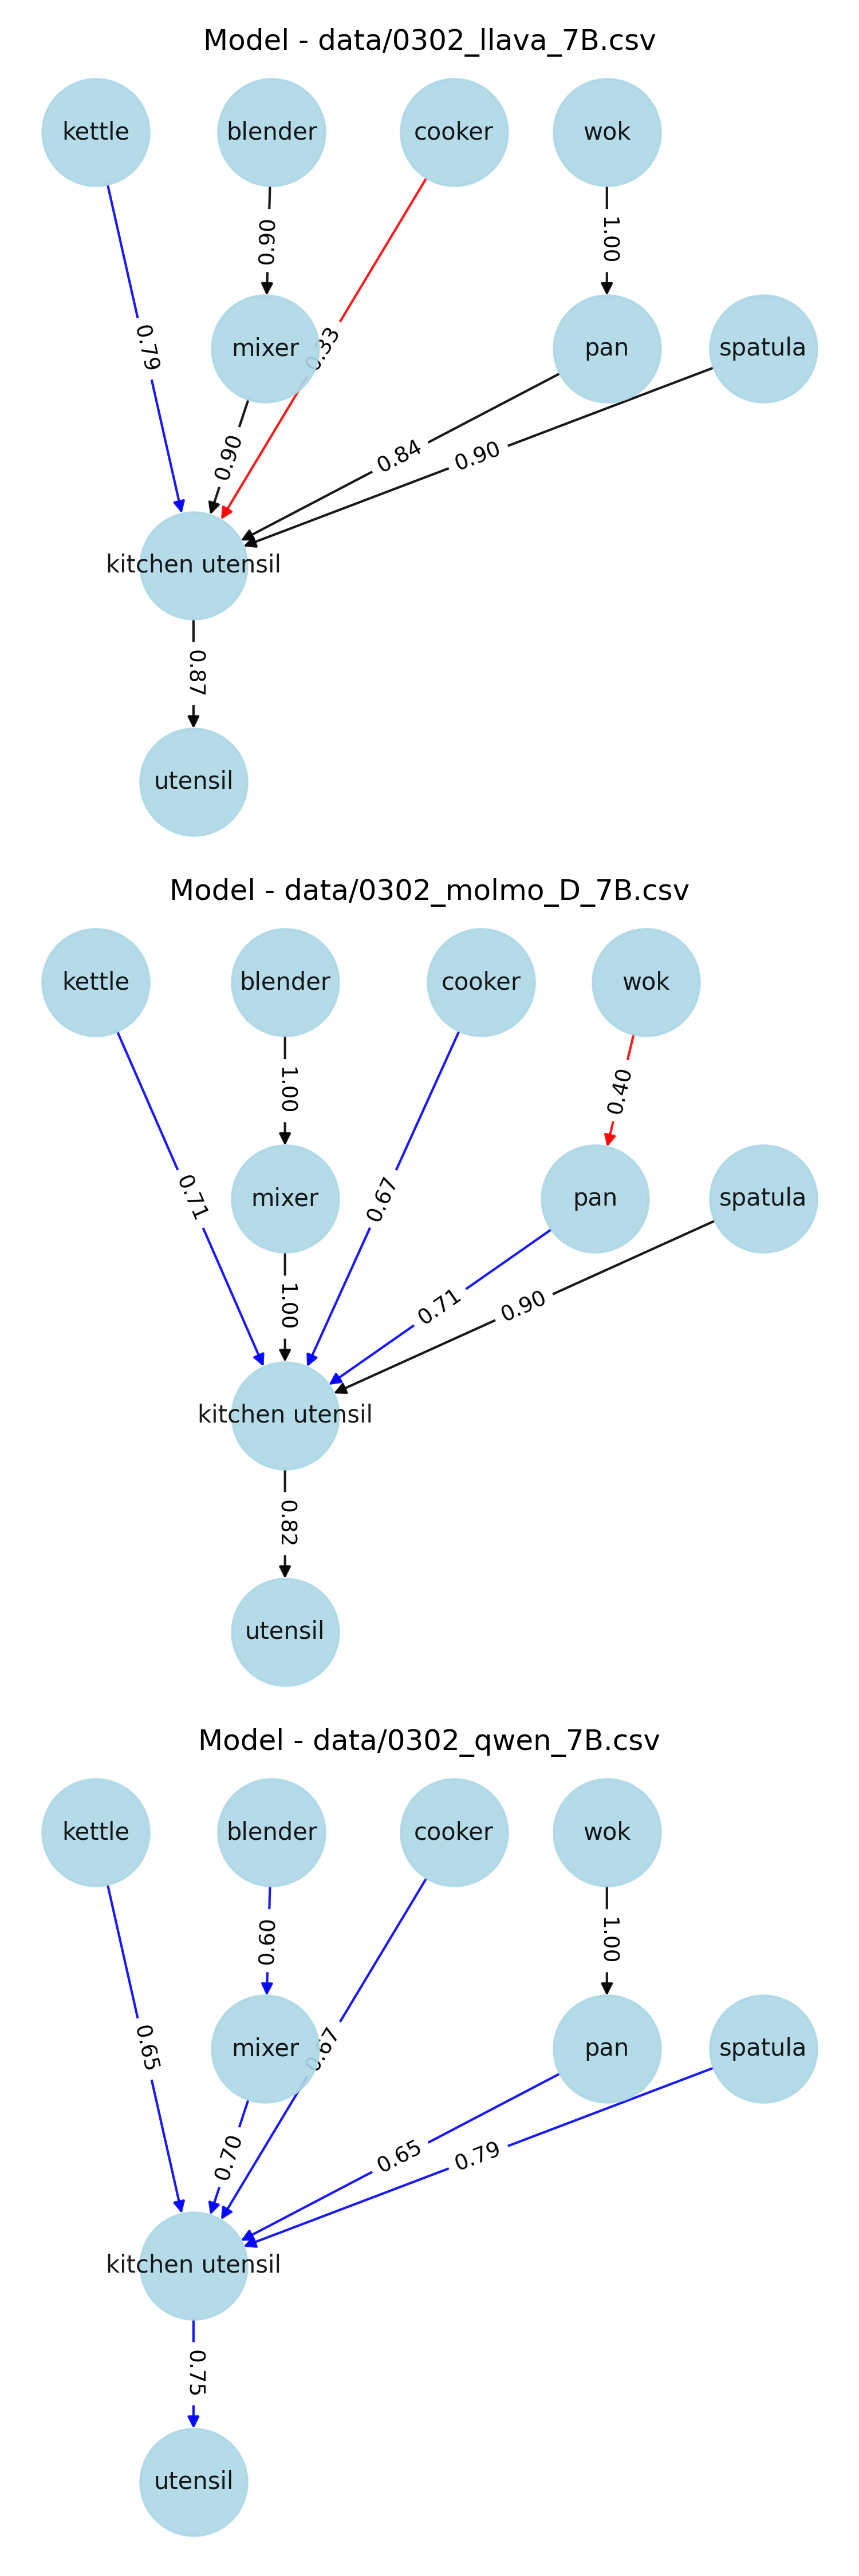 Model - data/0302_llava_7B.csv
kettle blender cooker wok
0.90 1.00
mixer pan spatula
0.79 0.33
0.90 0.84 0.90
kitchen utensil
0.87
utensil
Model - data/0302_molmo_D_7B.csv
kettle blender cooker wok
1.00 0.40
mixer pan spatula
0.71 0.67
1.00 0.71 0.90
kitchen utensil
0.82
utensil
Model - data/0302_qwen_7B.csv
kettle blender cooker wok
0.60 1.00
mixer pan spatula
0.65 0.67
0.70 0.65 0.79
kitchen utensil
0.75
utensil